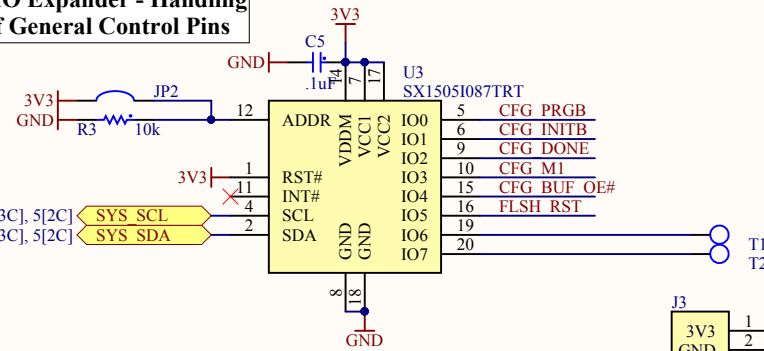 IO Expander - Handling
of General Control Pins
3V3
GND
C5
.1uF
14
7
17
U3
SX1505I087TRT
3V3
GND
JP2
R3
10k
12
ADDR
VDDM
VCC1
VCC2
IO0
5
CFG_PRGB
IO1
6
CFG_INITB
IO2
9
CFG_DONE
3V3
1
RST#
IO3
10
CFG_M1
11
INT#
IO4
15
CFG_BUF_OE#
3C], 5[2C]
SYS_SCL
4
SCL
IO5
16
FLSH_RST
3C], 5[2C]
SYS_SDA
2
SDA
GND
GND
IO6
19
IO7
20
T1
T2
8
18
GND
J3
3V3
1
GND
2